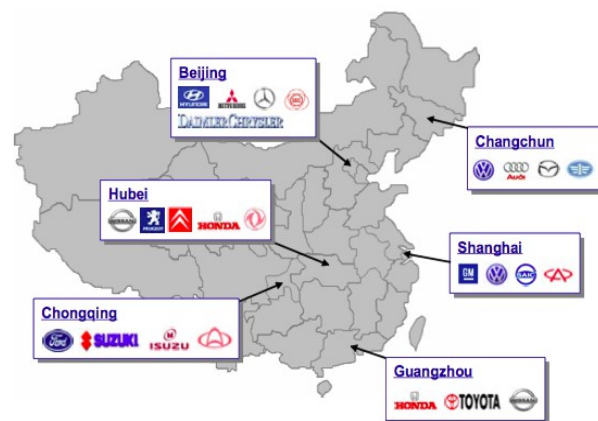 Beijing
HYUNDAI
MITSUBISHI
DAIMLERCHRYSLER
Changchun
Audi
Hubei
NISSAN
PEUGEOT
HONDA
Shanghai
GM
SAIC
Chongqing
Ford
SUZUKI
ISUZU
Guangzhou
HONDA
TOYOTA
NISSAN